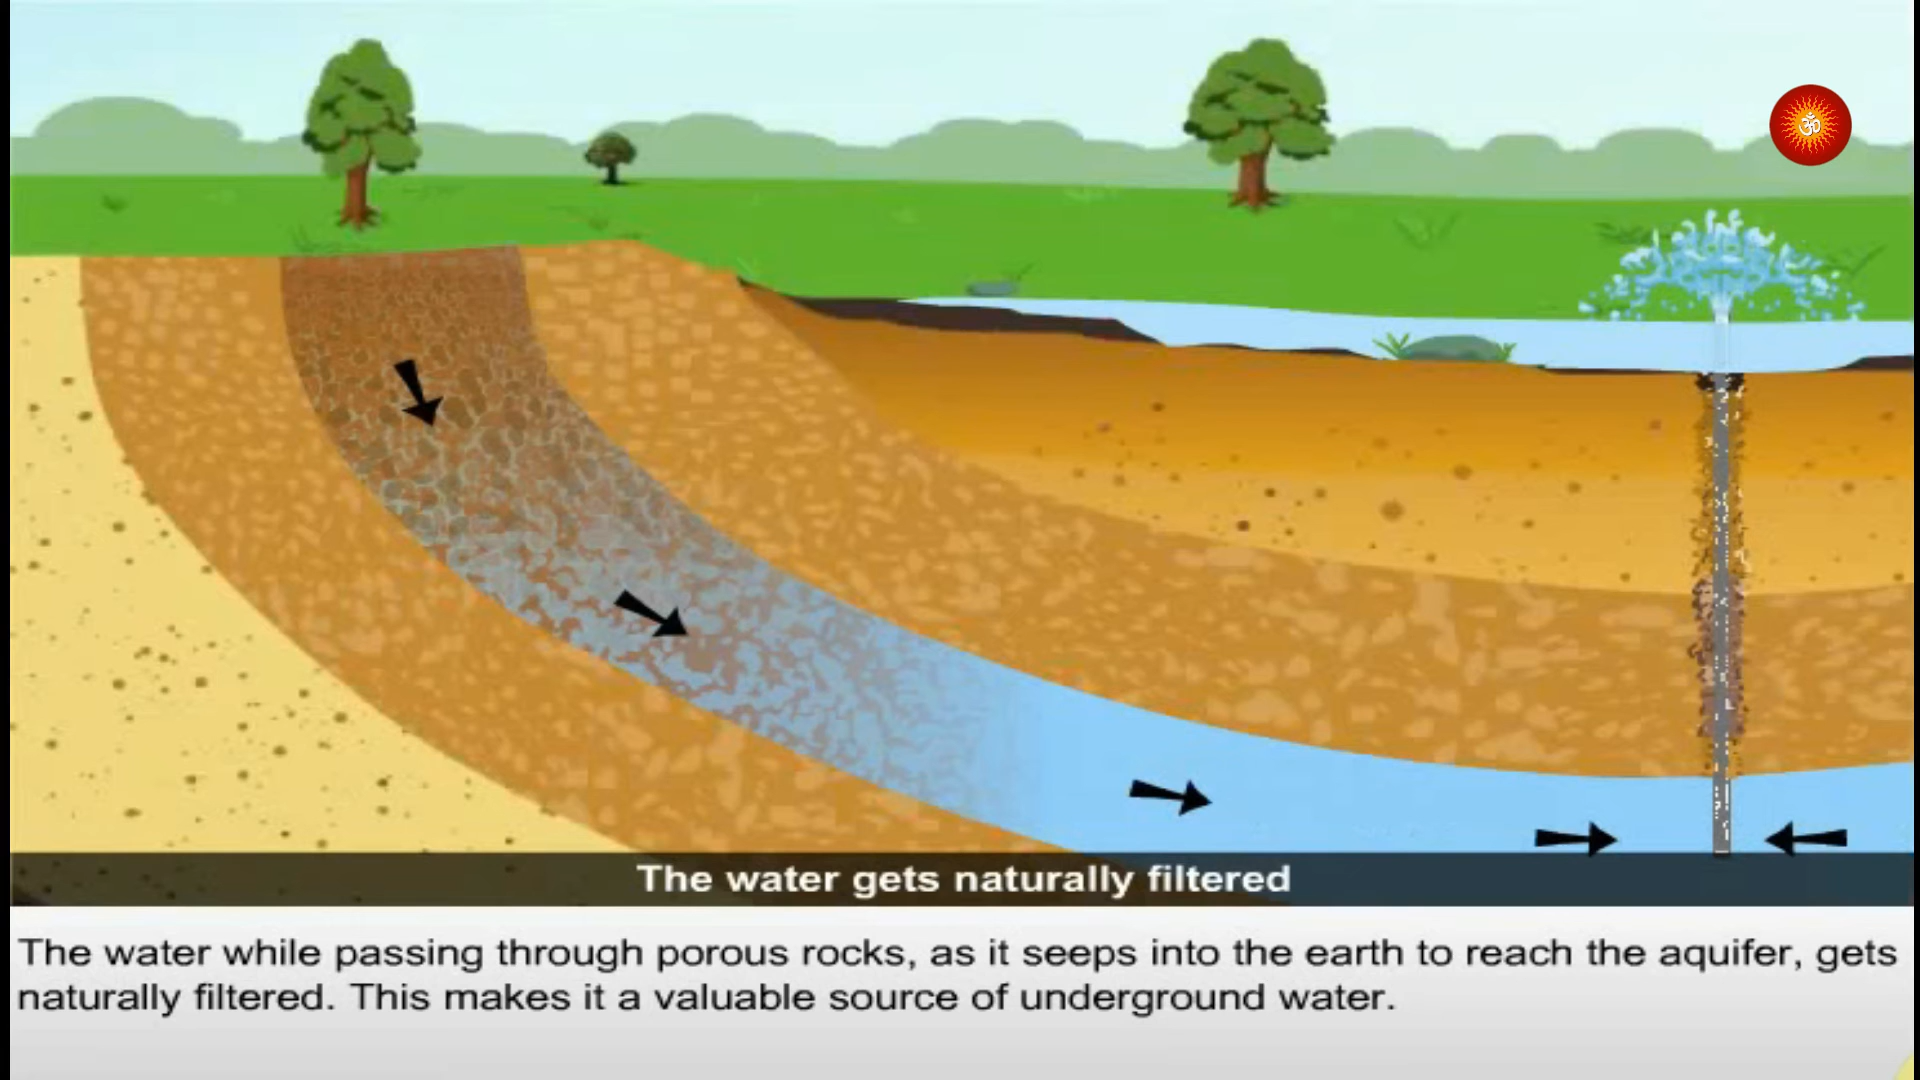 ॐ
The water gets naturally filtered
The water while passing through porous rocks, as it seeps into the earth to reach the aquifer, gets
naturally filtered. This makes it a valuable source of underground water.